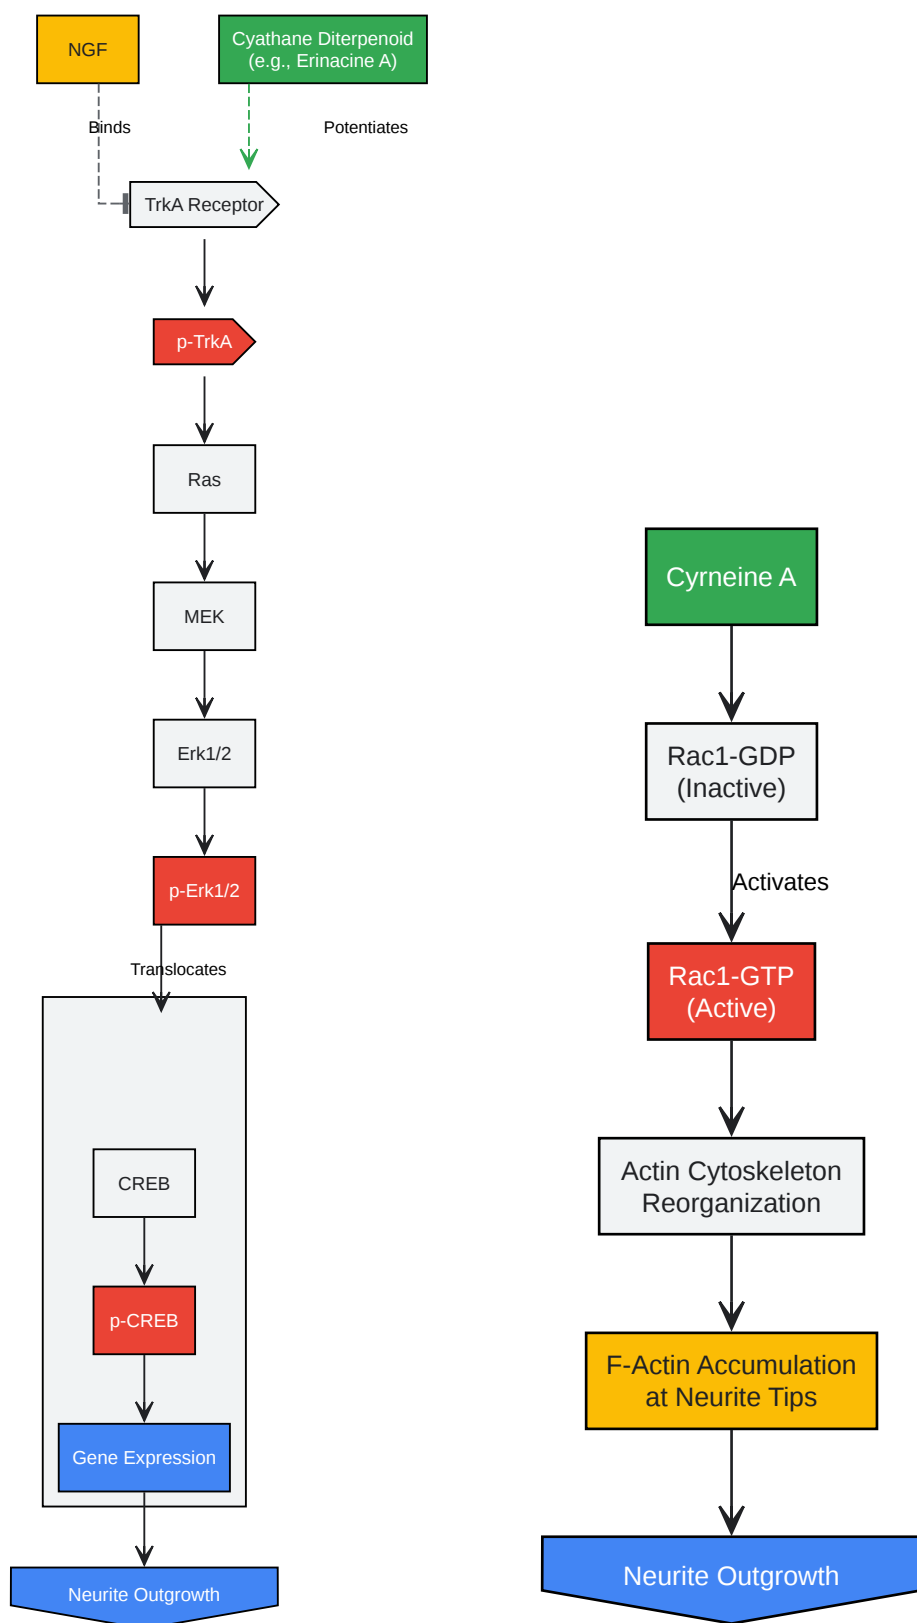 NGF
Cyathane Diterpenoid
(e.g., Erinacine A)
Binds
Potentiates
TrkA Receptor
p-TrkA
Ras
MEK
Erk1/2
p-Erk1/2
Translocates
CREB
p-CREB
Gene Expression
Neurite Outgrowth
Cyrneine A
Rac1-GDP
(Inactive)
Activates
Rac1-GTP
(Active)
Actin Cytoskeleton
Reorganization
F-Actin Accumulation
at Neurite Tips
Neurite Outgrowth